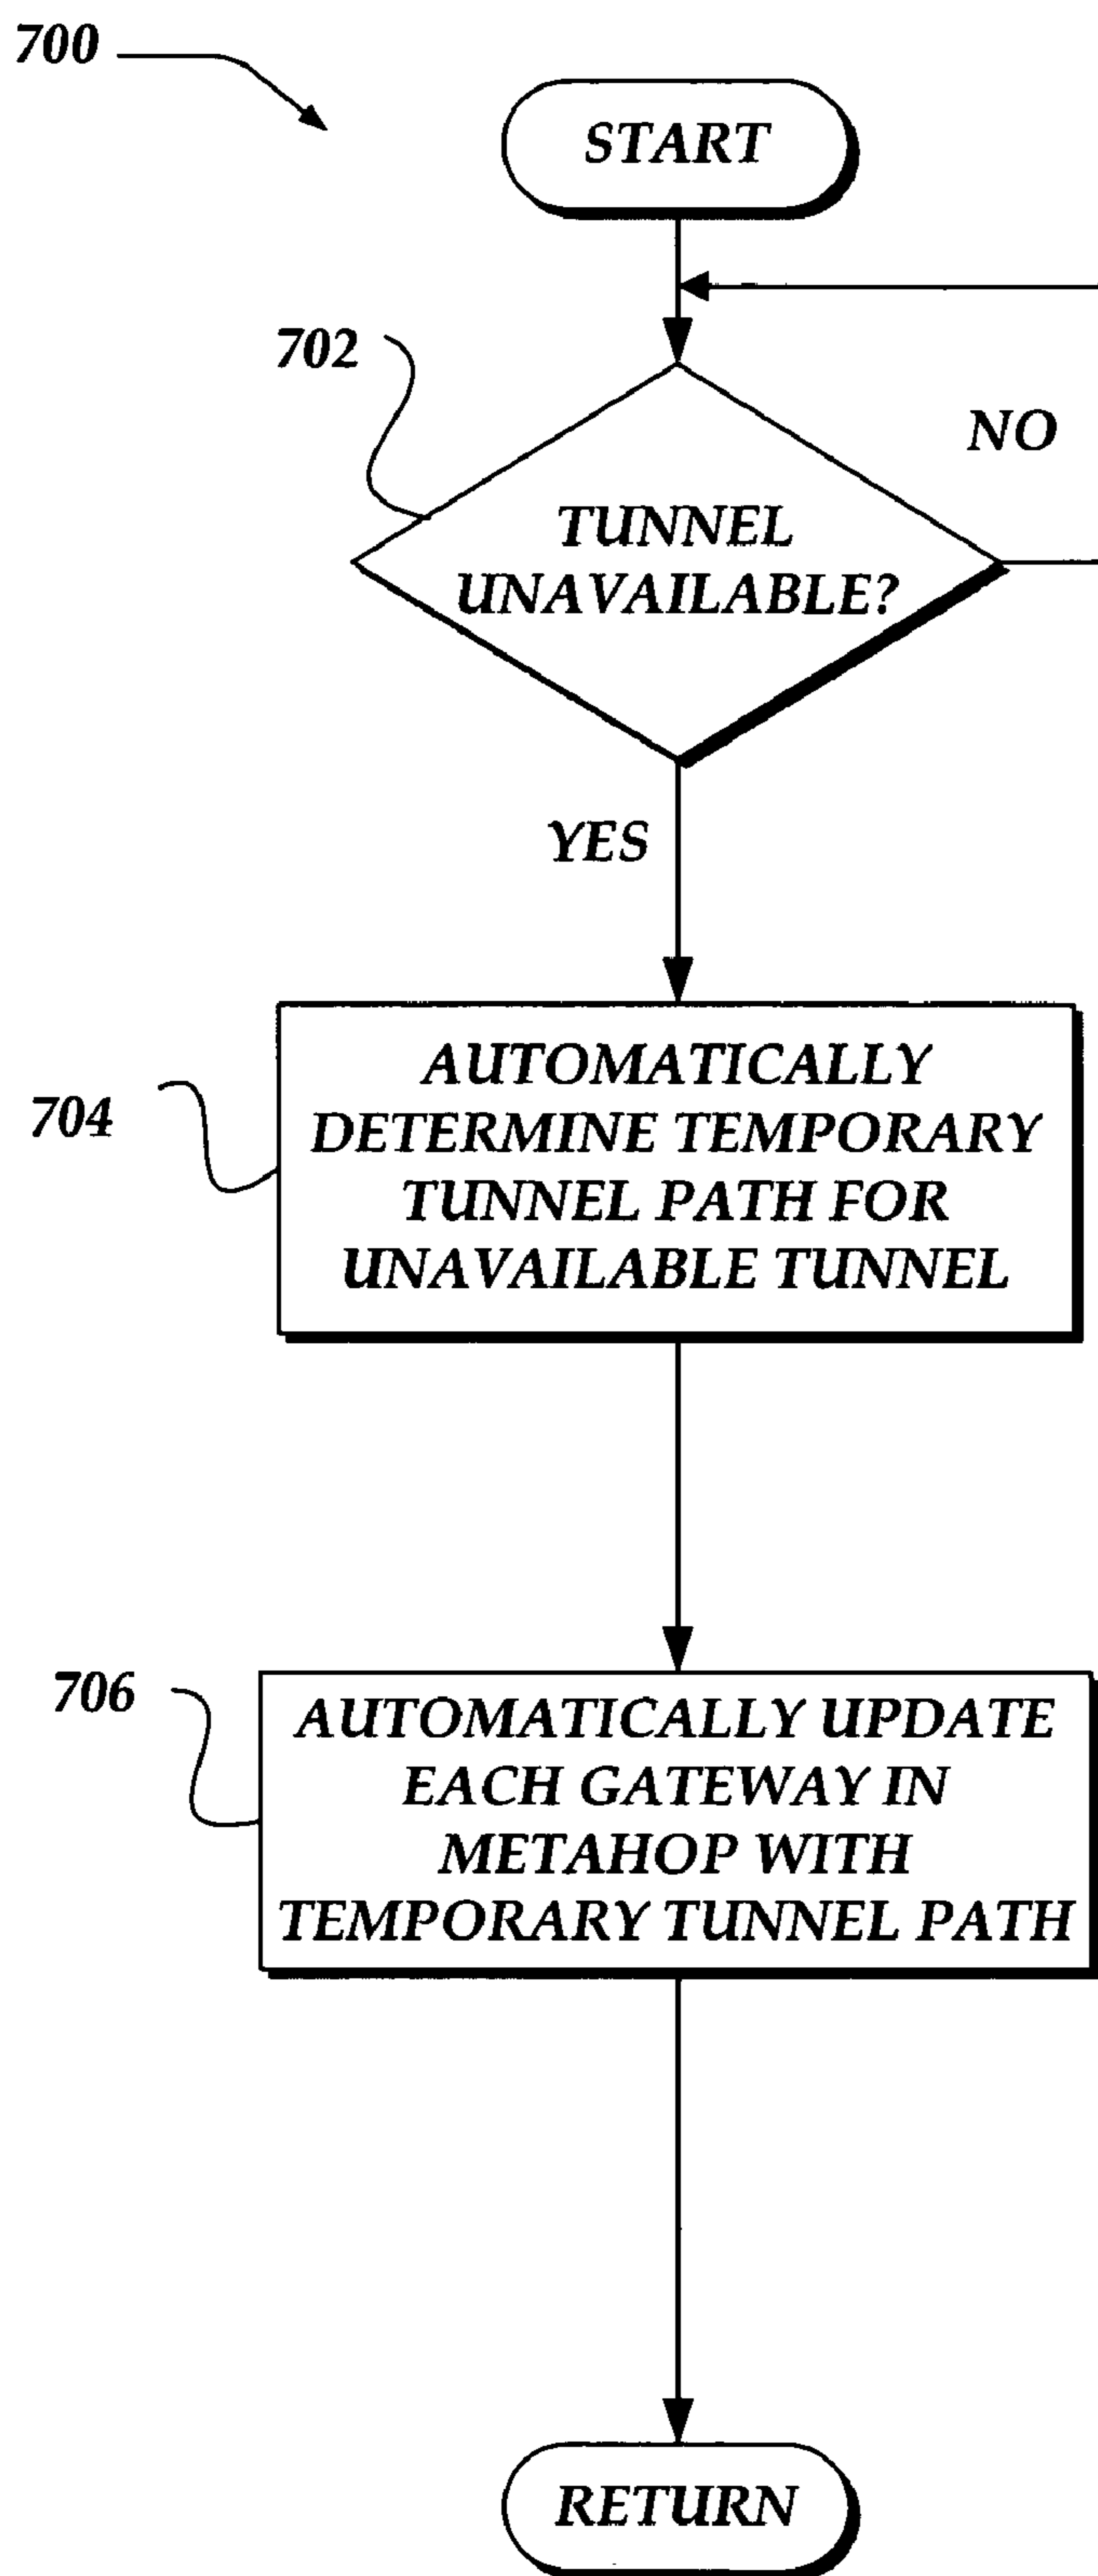 700
START
702
NO
TUNNEL
UNAVAILABLE?
YES
AUTOMATICALLY
DETERMINE TEMPORARY
TUNNEL PATH FOR
UNAVAILABLE TUNNEL
704
706
AUTOMATICALLY UPDATE
EACH GATEWAY IN
METAHOP WITH
TEMPORARY TUNNEL PATH
RETURN